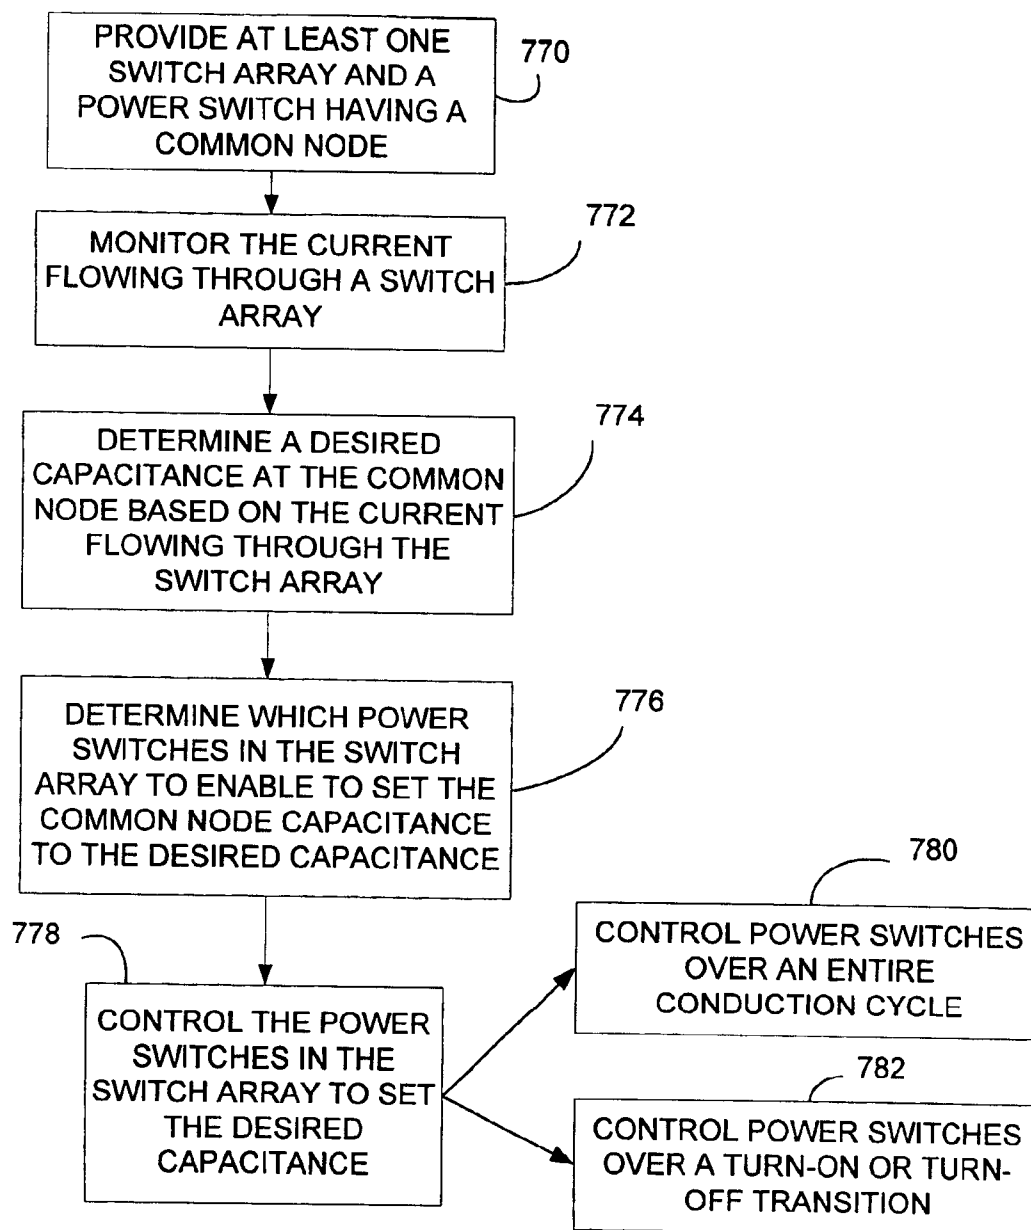 PROVIDE AT LEAST ONE
SWITCH ARRAY AND A
POWER SWITCH HAVING A
COMMON NODE
770
MONITOR THE CURRENT
FLOWING THROUGH A SWITCH
ARRAY
772
DETERMINE A DESIRED
CAPACITANCE AT THE COMMON
NODE BASED ON THE CURRENT
FLOWING THROUGH THE
SWITCH ARRAY
774
DETERMINE WHICH POWER
SWITCHES IN THE SWITCH
ARRAY TO ENABLE TO SET THE
COMMON NODE CAPACITANCE
TO THE DESIRED CAPACITANCE
776
778
CONTROL THE POWER
SWITCHES IN THE
SWITCH ARRAY TO SET
THE DESIRED
CAPACITANCE
780
CONTROL POWER SWITCHES
OVER AN ENTIRE
CONDUCTION CYCLE
782
CONTROL POWER SWITCHES
OVER A TURN-ON OR TURN-
OFF TRANSITION